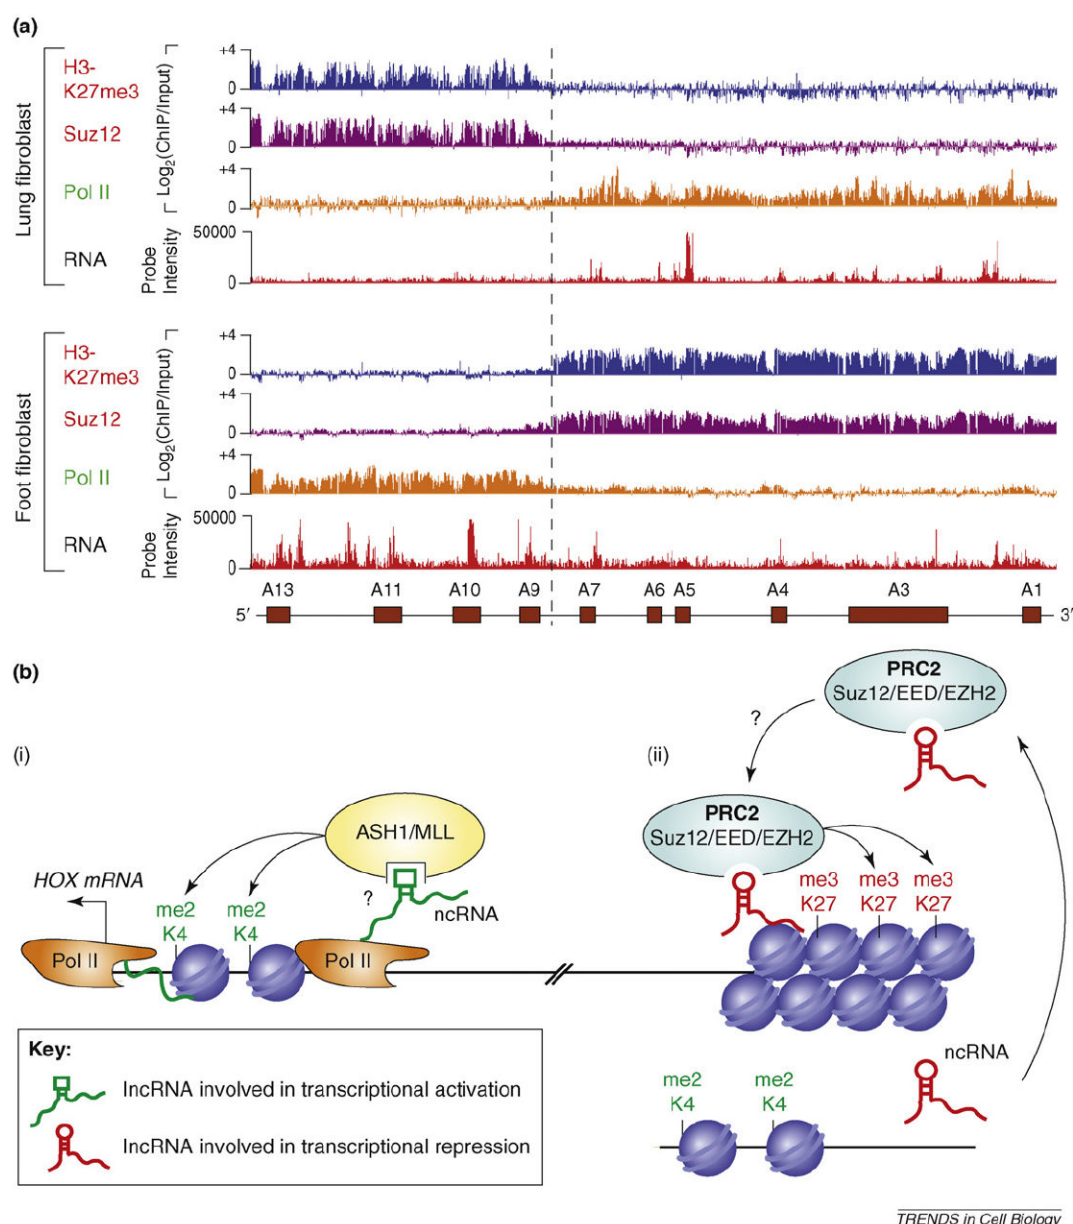 (a)
Lung fibroblast
H3-
K27me3
Suz12
Pol II
RNA
Log2(ChIP/Input)
Probe
Intensity
+4
0
+4
0
+4
0
50000
0
Foot fibroblast
H3-
K27me3
Suz12
Pol II
RNA
Log2(ChIP/Input)
Probe
Intensity
+4
0
+4
0
+4
0
50000
0
A13 A11 A10 A9 A7 A6 A5 A4 A3 A1
5′ 3′
(b)
(i)
ASH1/MLL
HOX mRNA
?
ncRNA
me2 me2
K4 K4
Pol II Pol II
(ii)
PRC2
Suz12/EED/EZH2
?
PRC2
Suz12/EED/EZH2
me3 me3 me3
K27 K27 K27
ncRNA
me2 me2
K4 K4
Key:
lncRNA involved in transcriptional activation
lncRNA involved in transcriptional repression
TRENDS in Cell Biology